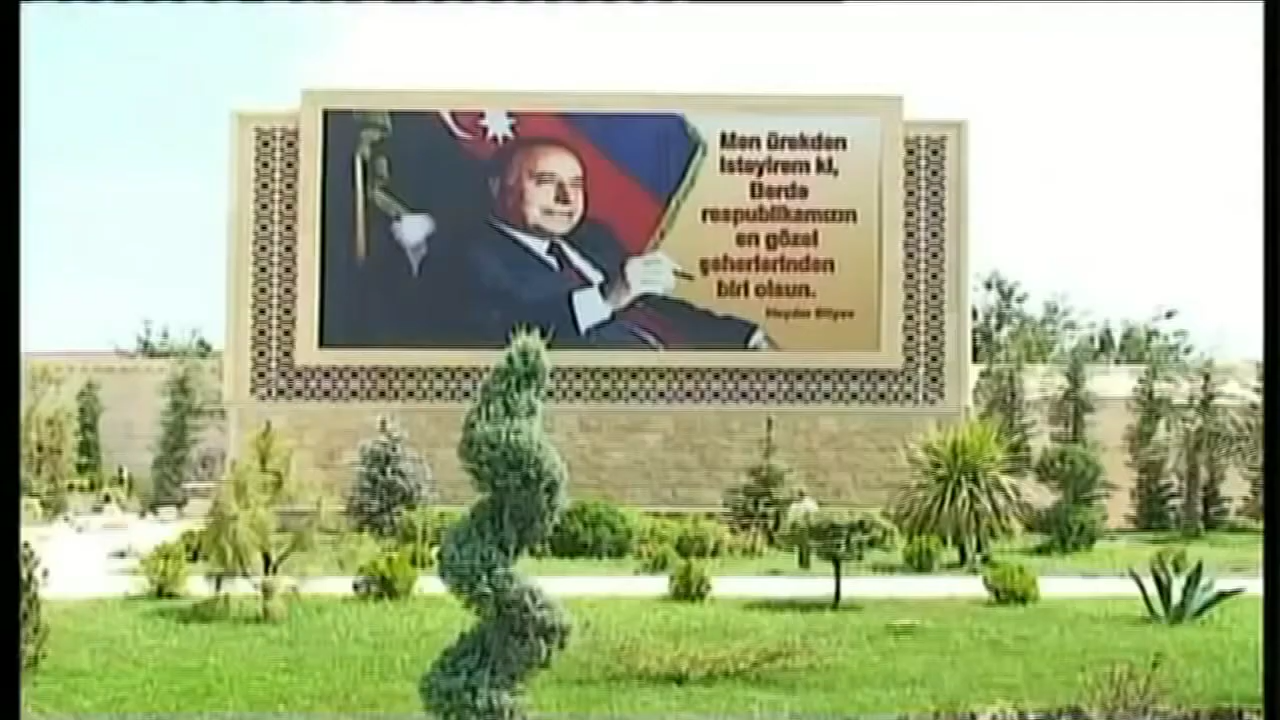 Mən ürəkdən
istəyirəm ki,
Bərdə
respublikamızın
ən gözəl
şəhərlərindən
biri olsun.
Heydər Əliyev